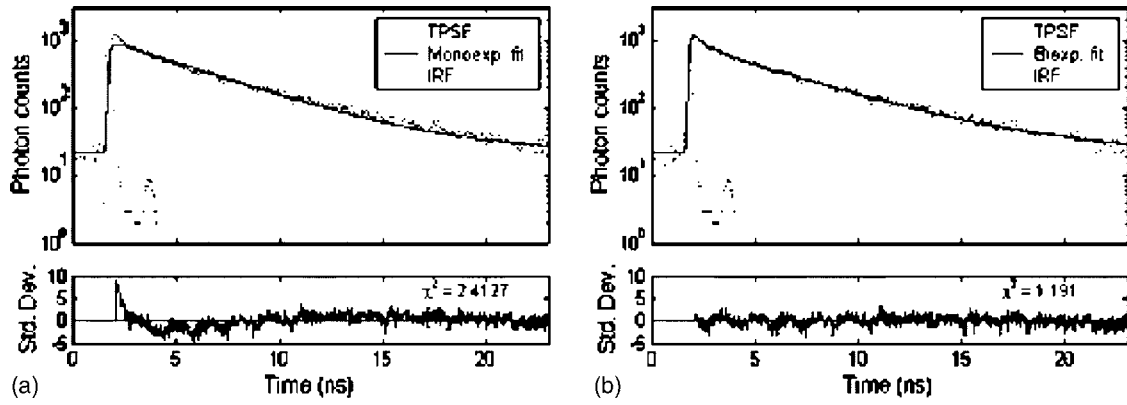 10³
10²
10¹
10⁰
Photon counts
TPSF
Monoexp. fit
IRF
10
5
0
-5
Std. Dev.
χ² = 2.4127
0
5
10
15
20
Time (ns)
(a)
10³
10²
10¹
10⁰
Photon counts
TPSF
Biexp. fit
IRF
10
5
0
-5
Std. Dev.
χ² = 1.191
0
5
10
15
20
Time (ns)
(b)